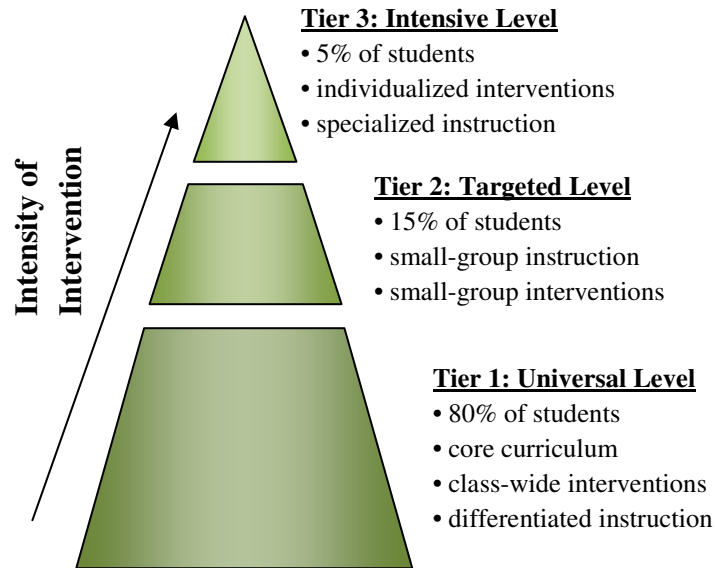 Tier 3: Intensive Level
• 5% of students
• individualized interventions
• specialized instruction
Intensity of
Intervention
Tier 2: Targeted Level
• 15% of students
• small-group instruction
• small-group interventions
Tier 1: Universal Level
• 80% of students
• core curriculum
• class-wide interventions
• differentiated instruction